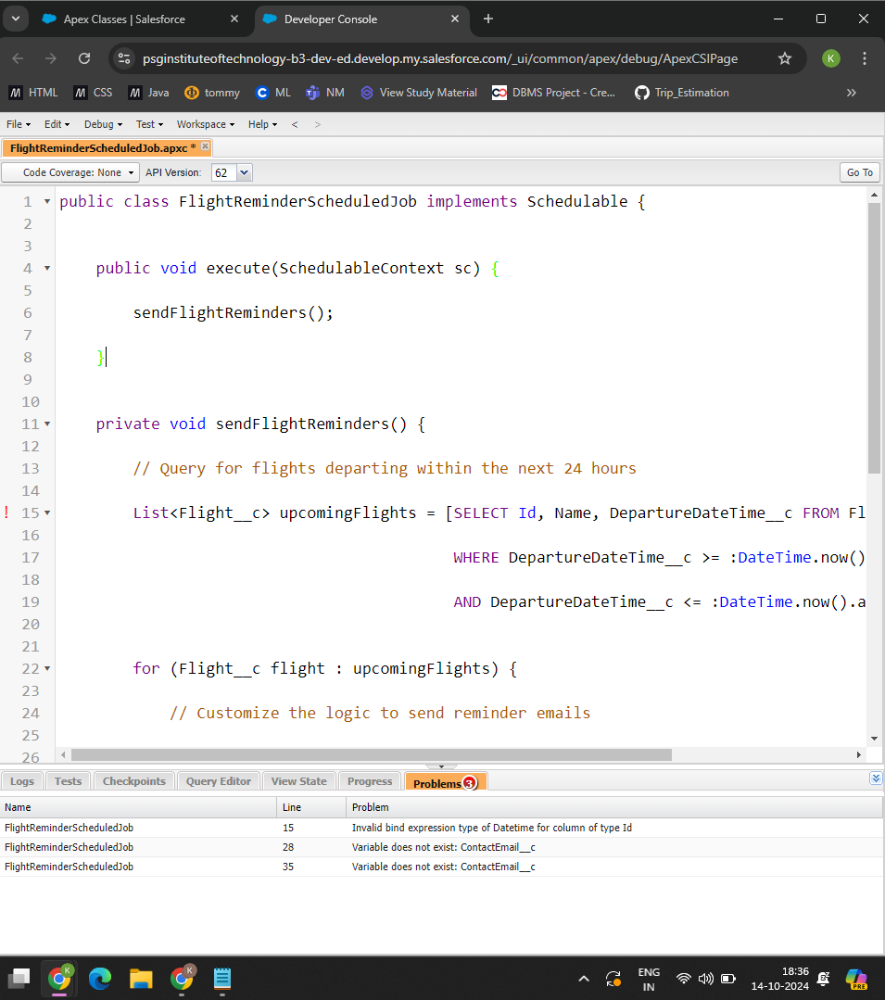 Apex Classes | Salesforce
Developer Console
psginstituteoftechnology-b3-dev-ed.develop.my.salesforce.com/_ui/common/apex/debug/ApexCSIPage
K
HTML CSS Java tommy ML NM View Study Material DBMS Project - Cre... Trip_Estimation »
File Edit Debug Test Workspace Help < >
FlightReminderScheduledJob.apxc *
Code Coverage: None API Version: 62 Go To
1 public class FlightReminderScheduledJob implements Schedulable {
2
3
4 public void execute(SchedulableContext sc) {
5
6 sendFlightReminders();
7
8 }
9
10
11 private void sendFlightReminders() {
12
13 // Query for flights departing within the next 24 hours
14
! 15 List<Flight__c> upcomingFlights = [SELECT Id, Name, DepartureDateTime__c FROM Fl
16
17 WHERE DepartureDateTime__c >= :DateTime.now()
18
19 AND DepartureDateTime__c <= :DateTime.now().a
20
21
22 for (Flight__c flight : upcomingFlights) {
23
24 // Customize the logic to send reminder emails
25
26
Logs Tests Checkpoints Query Editor View State Progress Problems 3
Name Line Problem
FlightReminderScheduledJob 15 Invalid bind expression type of Datetime for column of type Id
FlightReminderScheduledJob 28 Variable does not exist: ContactEmail__c
FlightReminderScheduledJob 35 Variable does not exist: ContactEmail__c
K K
ENG
IN
18:36
14-10-2024
PRE